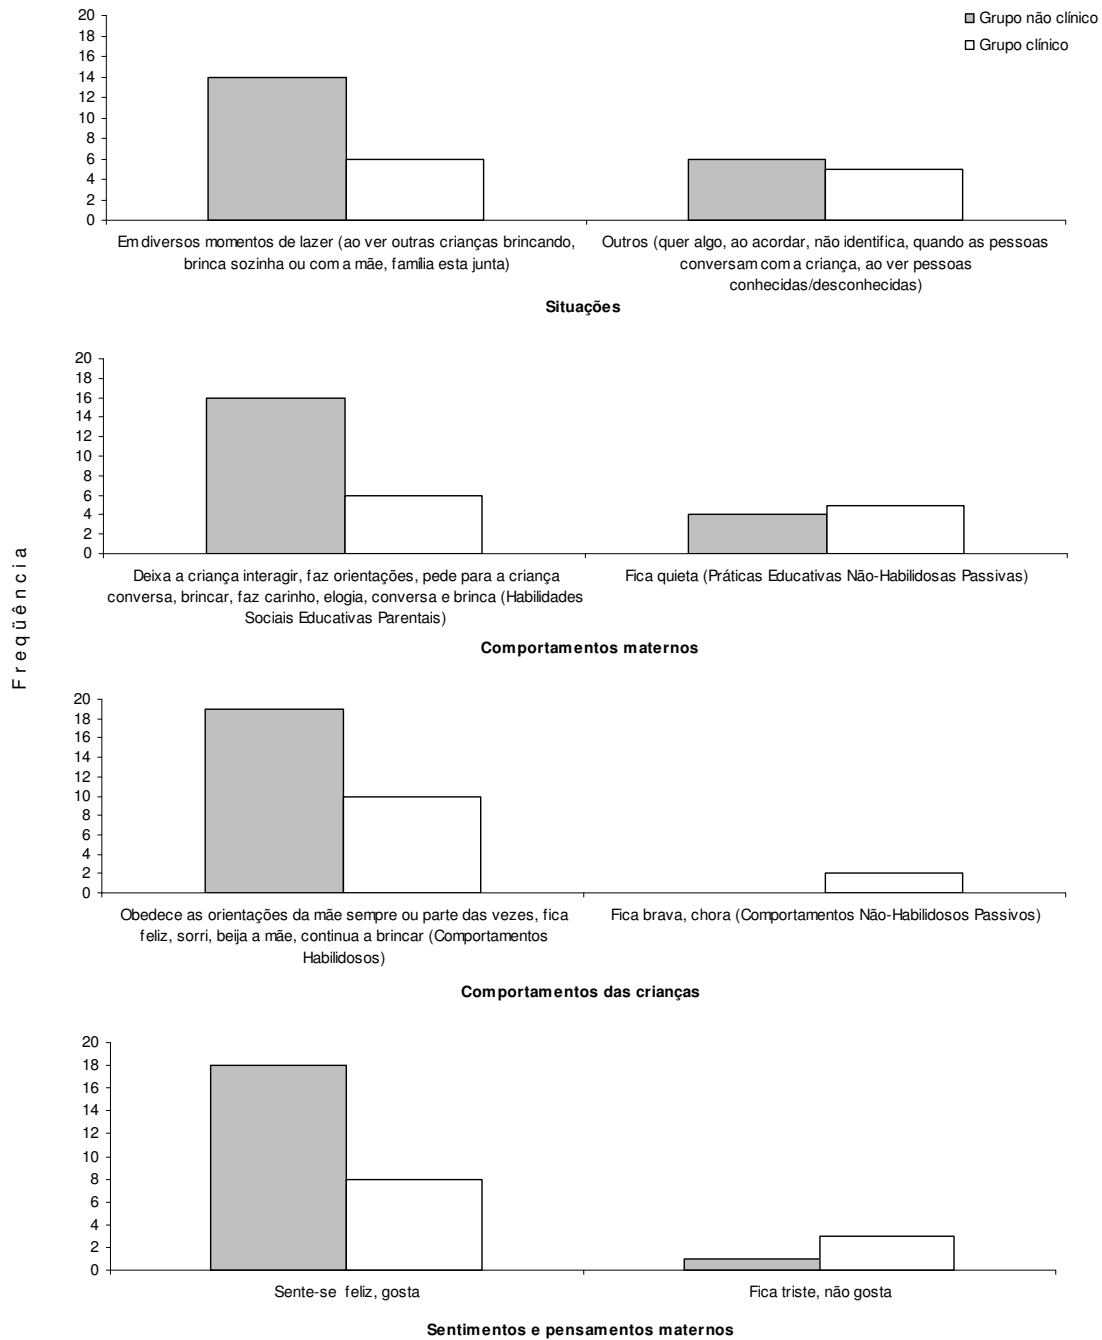 Grupo não clínico
Grupo clínico
20
18
16
14
12
10
8
6
4
2
0
Em diversos momentos de lazer (ao ver outras crianças brincando,
brinca sozinha ou com a mãe, família esta junta)
Outros (quer algo, ao acordar, não identifica, quando as pessoas
conversam com a criança, ao ver pessoas
conhecidas/desconhecidas)
Situações
20
18
16
14
12
10
8
6
4
2
0
Deixa a criança interagir, faz orientações, pede para a criança
conversa, brincar, faz carinho, elogia, conversa e brinca (Habilidades
Sociais Educativas Parentais)
Fica quieta (Práticas Educativas Não-Habilidosas Passivas)
Comportamentos maternos
Freqüência
20
18
16
14
12
10
8
6
4
2
0
Obedece as orientações da mãe sempre ou parte das vezes, fica
feliz, sorri, beija a mãe, continua a brincar (Comportamentos
Habilidosos)
Fica brava, chora (Comportamentos Não-Habilidosos Passivos)
Comportamentos das crianças
20
18
16
14
12
10
8
6
4
2
0
Sente-se feliz, gosta
Fica triste, não gosta
Sentimentos e pensamentos maternos